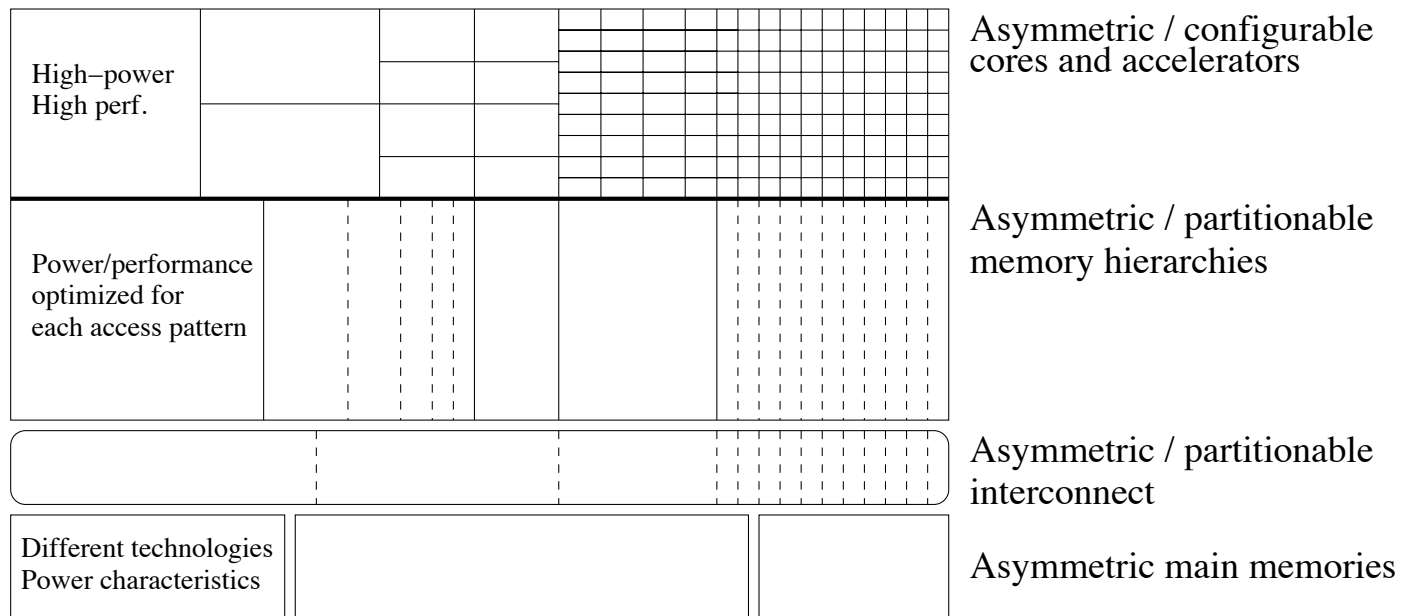 High−power
High perf.
Asymmetric / configurable
cores and accelerators
Power/performance
optimized for
each access pattern
Asymmetric / partitionable
memory hierarchies
Asymmetric / partitionable
interconnect
Different technologies
Power characteristics
Asymmetric main memories